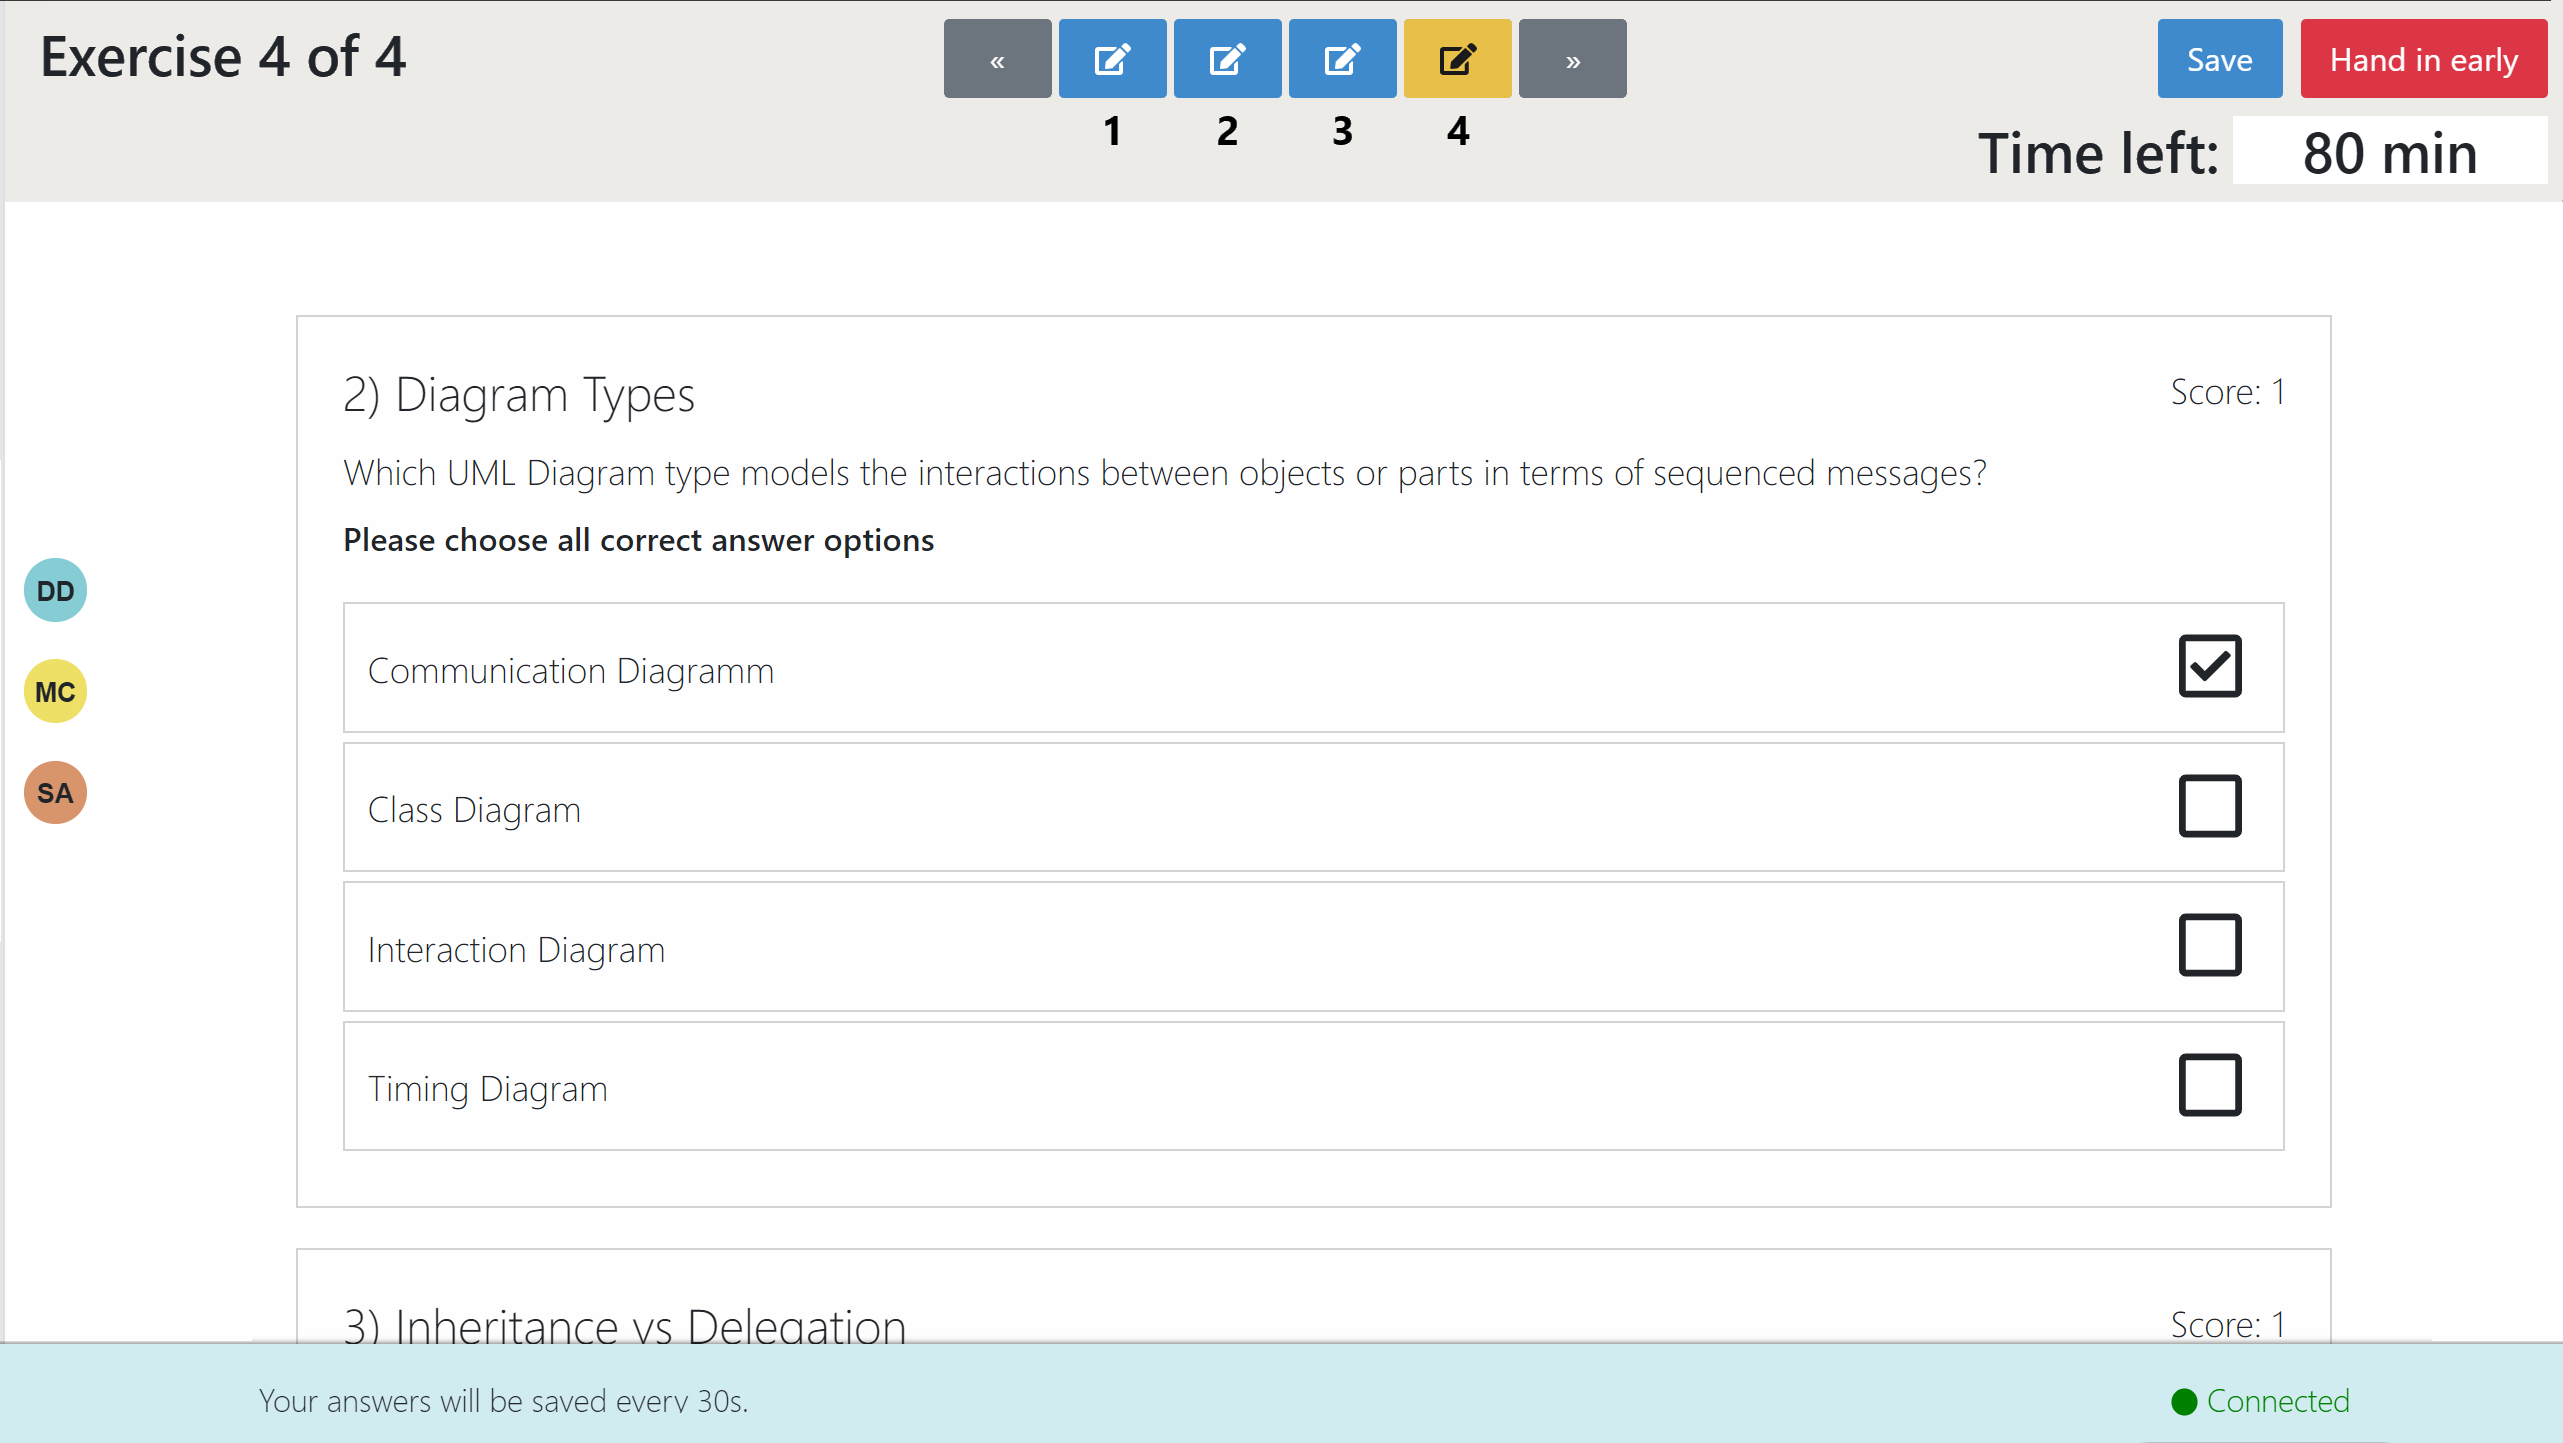 Exercise 4 of 4
« »
Save
Hand in early
1 2 3 4
Time left: 80 min
2) Diagram Types
Score: 1
Which UML Diagram type models the interactions between objects or parts in terms of sequenced messages?
Please choose all correct answer options
DD
MC
SA
Communication Diagramm
Class Diagram
Interaction Diagram
Timing Diagram
3) Inheritance vs Delegation
Score: 1
Your answers will be saved every 30s.
Connected